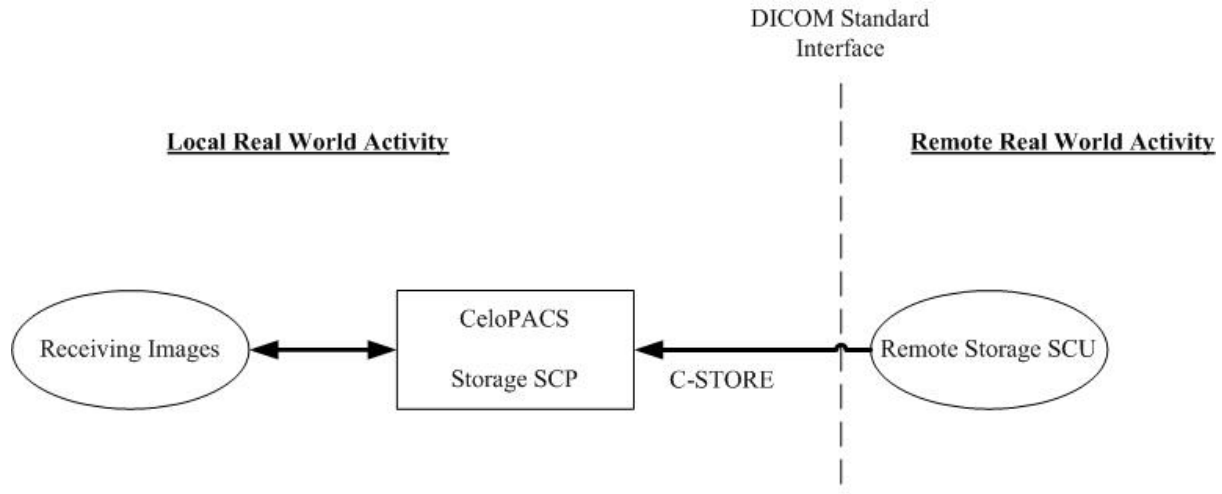 DICOM Standard
Interface
Local Real World Activity
Remote Real World Activity
Receiving Images
CeloPACS
Storage SCP
C-STORE
Remote Storage SCU